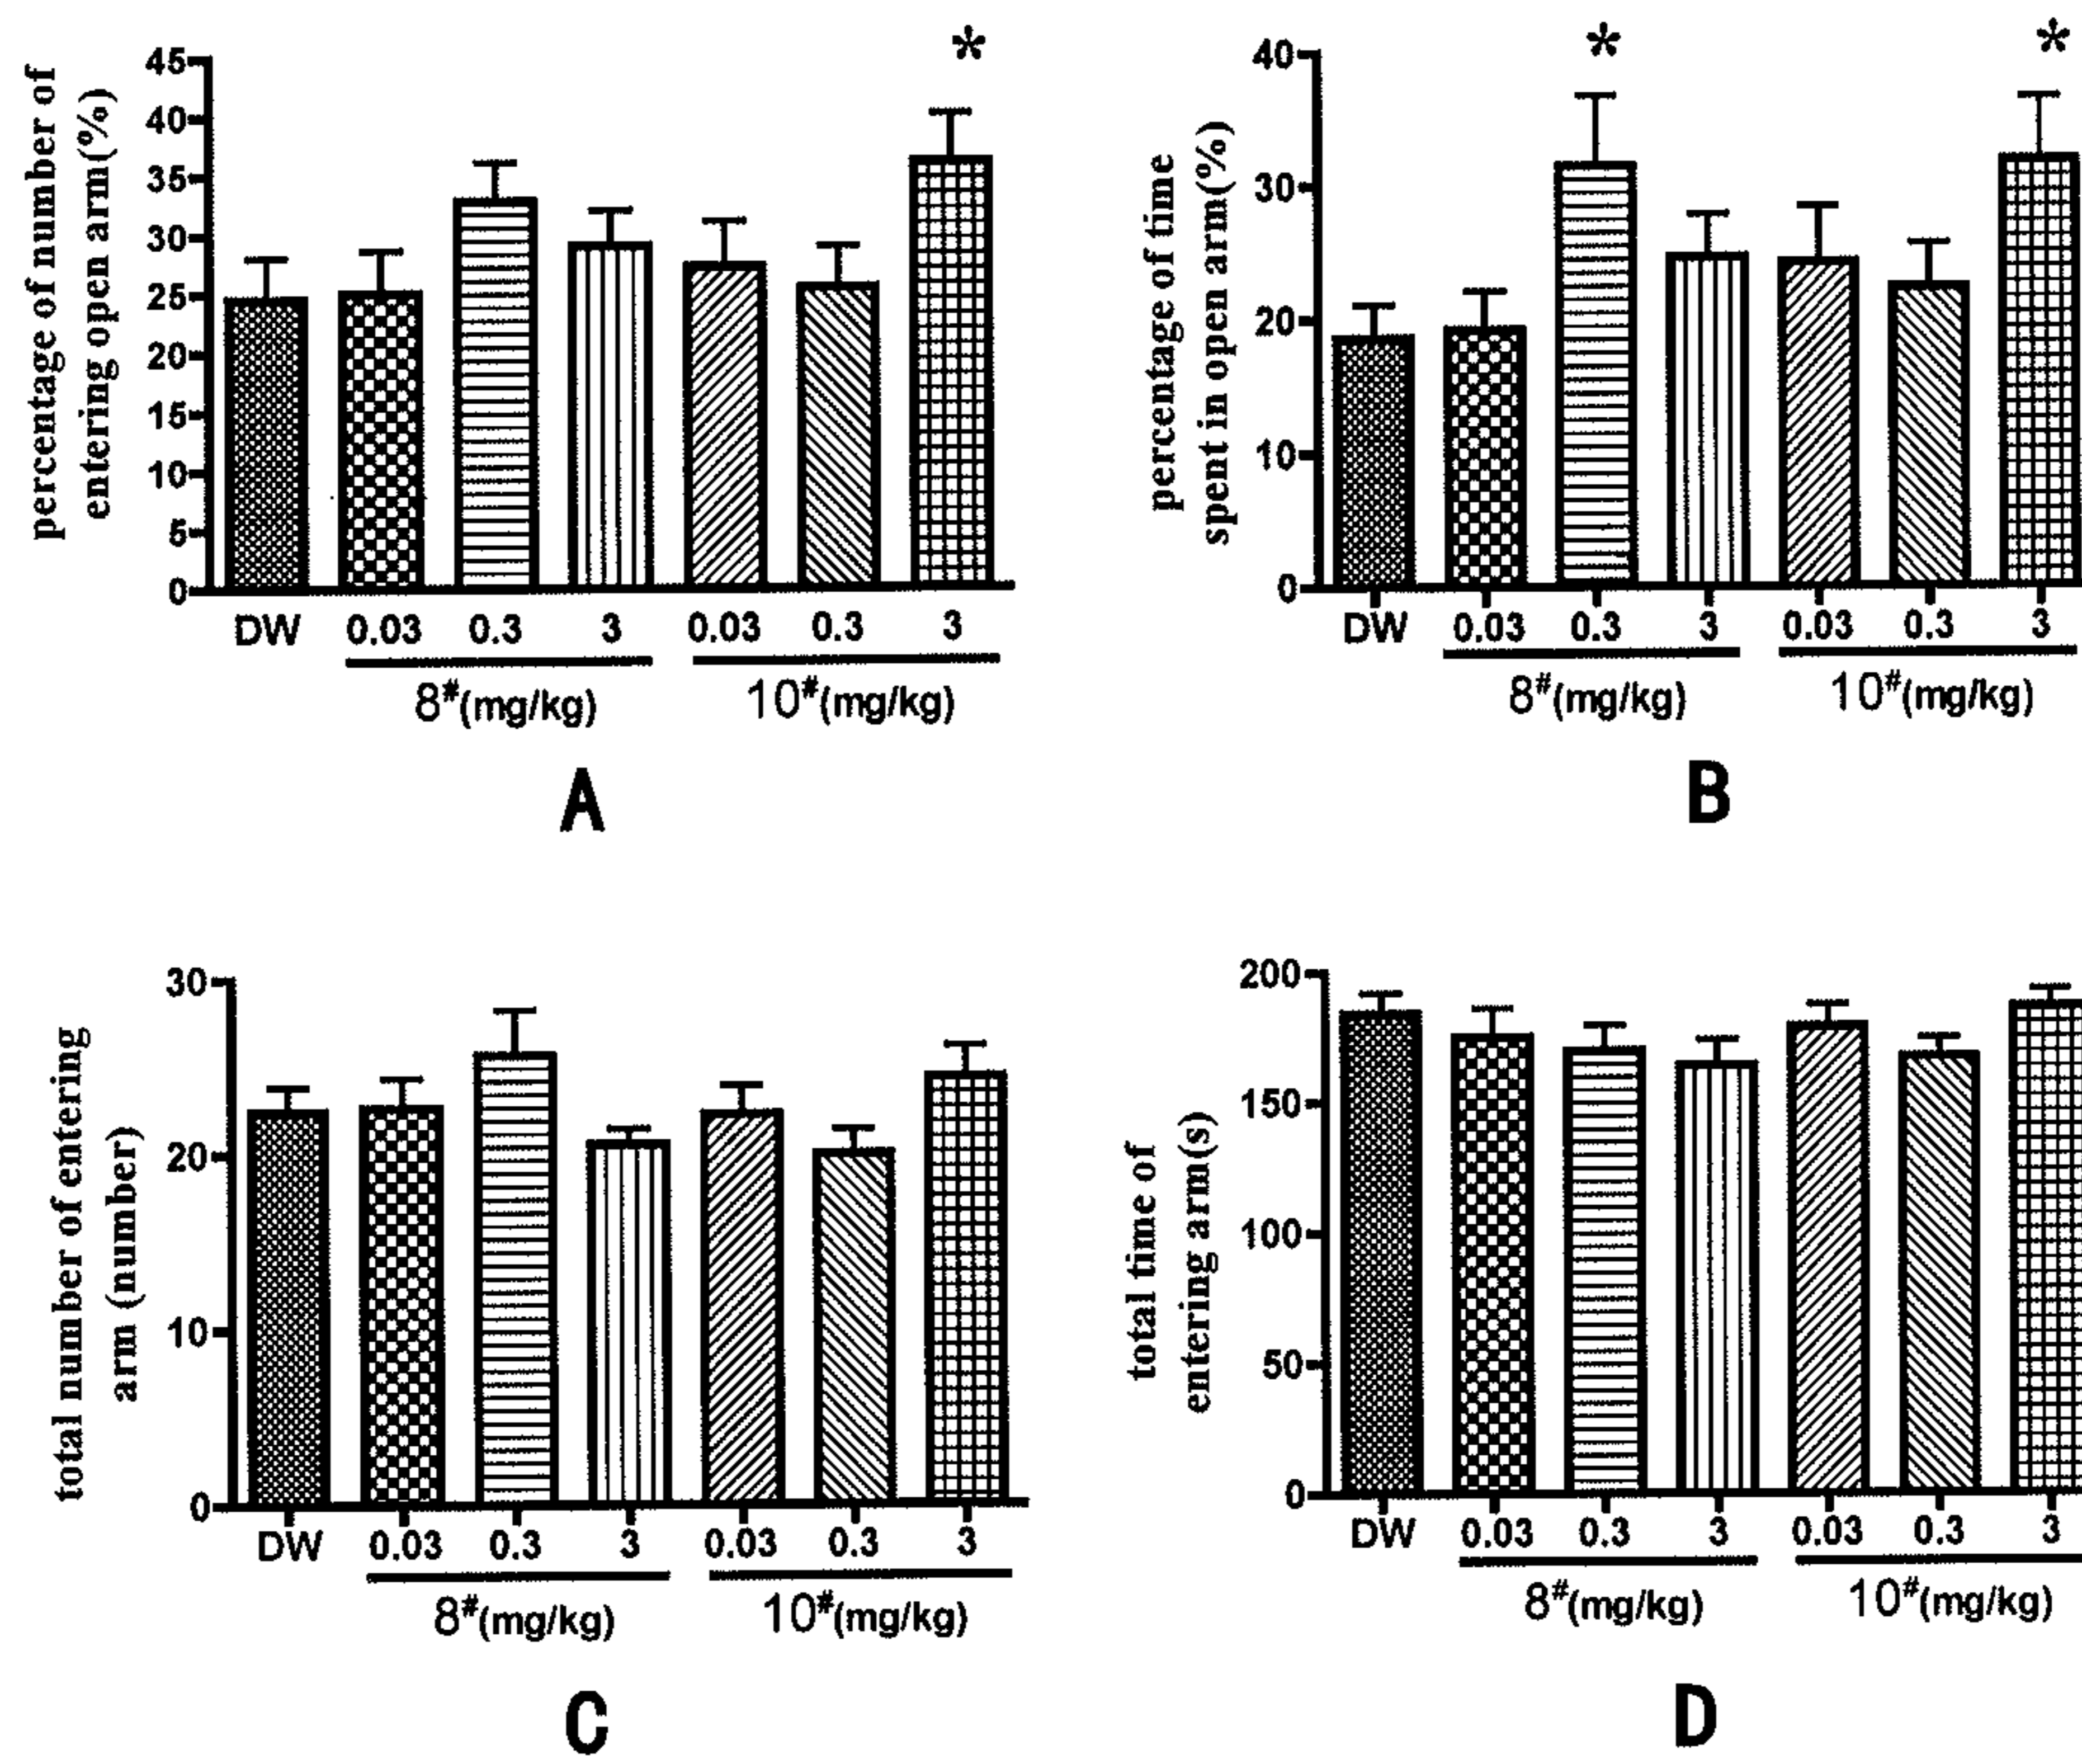 percentage of number of
entering open arm(%)
45
40
35
30
25
20
15
10
5
0
*
DW 0.03 0.3 3 0.03 0.3 3
8#(mg/kg) 10#(mg/kg)
A
percentage of time
spent in open arm(%)
40
30
20
10
0
* *
DW 0.03 0.3 3 0.03 0.3 3
8#(mg/kg) 10#(mg/kg)
B
total number of entering
arm (number)
30
20
10
0
DW 0.03 0.3 3 0.03 0.3 3
8#(mg/kg) 10#(mg/kg)
C
total time of
entering arm(s)
200
150
100
50
0
DW 0.03 0.3 3 0.03 0.3 3
8#(mg/kg) 10#(mg/kg)
D